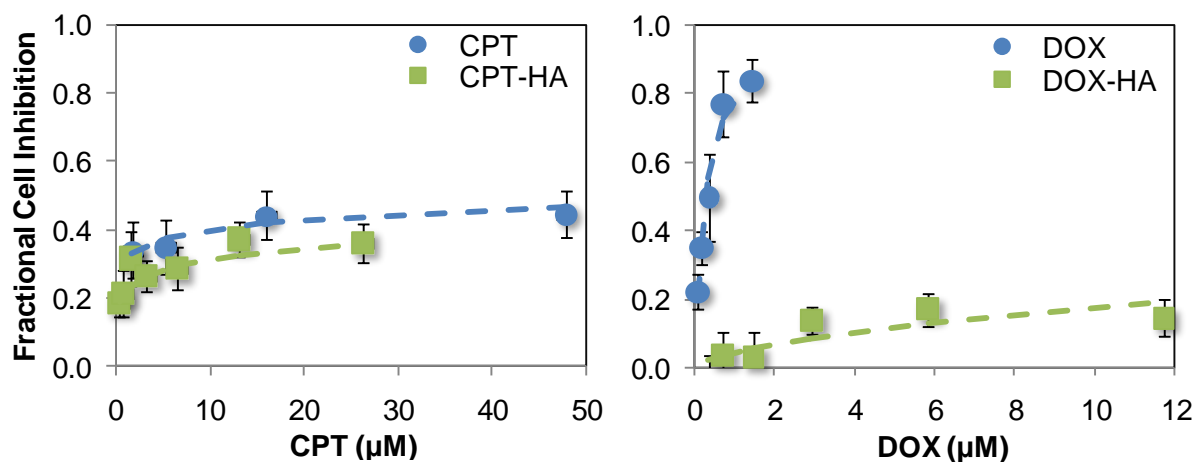 Fractional Cell Inhibition
1.0
0.8
0.6
0.4
0.2
0.0
CPT
CPT-HA
0 10 20 30 40 50
CPT (µM)
1.0
0.8
0.6
0.4
0.2
0.0
DOX
DOX-HA
0 2 4 6 8 10 12
DOX (µM)